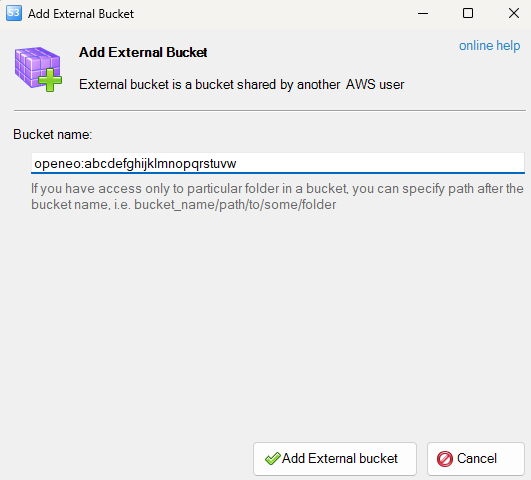 S3 Add External Bucket
online help
Add External Bucket
External bucket is a bucket shared by another AWS user
Bucket name:
openeo:abcdefghijklmnopqrstuvw
If you have access only to particular folder in a bucket, you can specify path after the
bucket name, i.e. bucket_name/path/to/some/folder
Add External bucket
Cancel